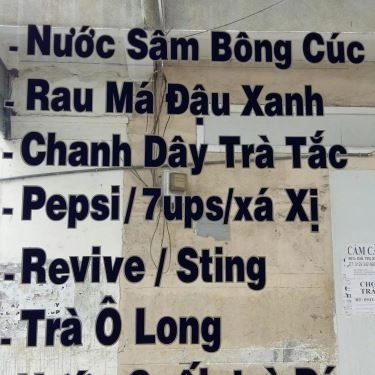 - Nước Sâm Bông Cúc
- Rau Má Đậu Xanh
- Chanh Dây Trà Tắc
- Pepsi / 7ups/xá Xị
- Revive / Sting
- Trà Ô Long